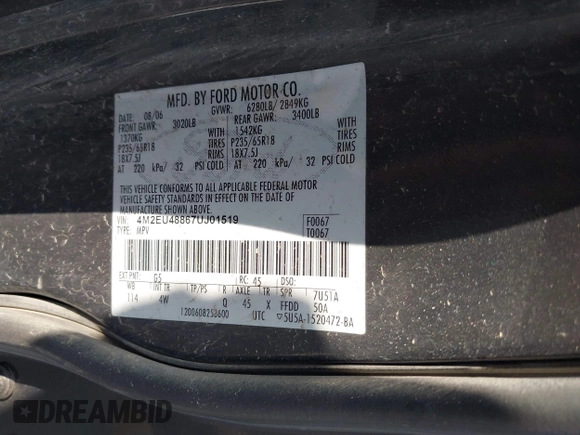 MFD. BY FORD MOTOR CO.
DATE: 08/06 GVWR: 6280LB/ 2849KG
FRONT GAWR: 3020LB REAR GAWR: 3400LB
1370KG WITH 1542KG WITH
P235/65R18 TIRES P235/65R18 TIRES
18X7.5J RIMS 18X7.5J RIMS
AT 220 kPa/ 32 PSI COLD AT 220 kPa/ 32 PSI COLD
THIS VEHICLE CONFORMS TO ALL APPLICABLE FEDERAL MOTOR
VEHICLE SAFETY STANDARDS IN EFFECT ON THE DATE OF
MANUFACTURE SHOWN ABOVE.
VIN: 4M2EU48867UJ01519 F0067
TYPE: MPV T0067
EXT PNT: G5 RC: 45 DSO:
WB INT TR TP/PS R AXLE TR SPR 7U51A
114 4W Q 45 X FFDD 50A
UTC ▽5U5A-1520472-BA
DREAMBID